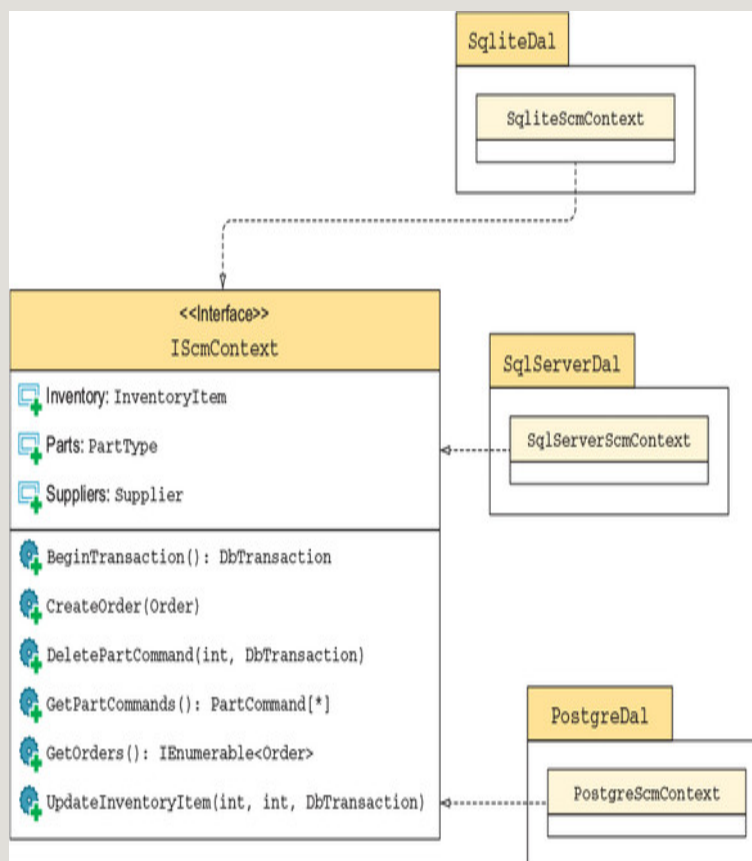 SqliteDal
SqliteScmContext
<<Interface>>
IScmContext
Inventory: InventoryItem
Parts: PartType
Suppliers: Supplier
BeginTransaction(): DbTransaction
CreateOrder(Order)
DeletePartCommand(int, DbTransaction)
GetPartCommands(): PartCommand[*]
GetOrders(): IEnumerable<Order>
UpdateInventoryItem(int, int, DbTransaction)
SqlServerDal
SqlServerScmContext
PostgreDal
PostgreScmContext